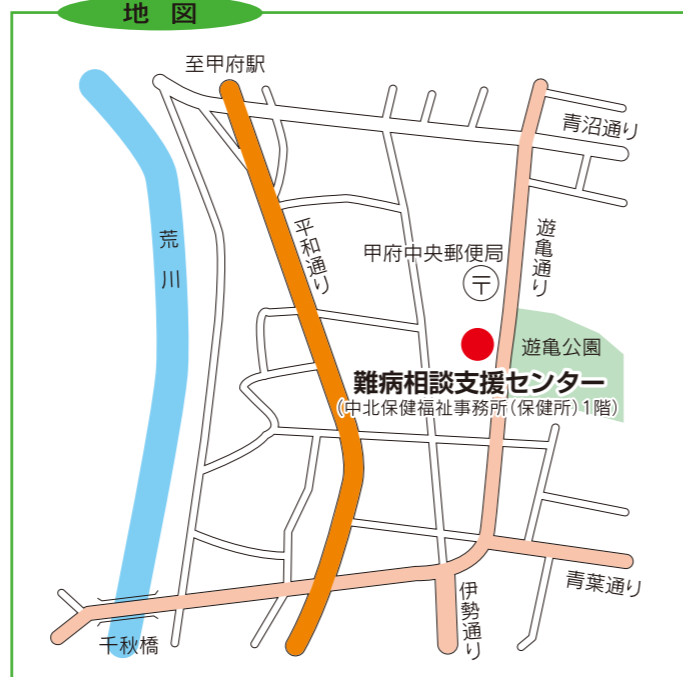 地 図
至甲府駅
青沼通り
荒川
平和通り
遊亀通り
甲府中央郵便局
〒
遊亀公園
難病相談支援センター
(中北保健福祉事務所(保健所)1階)
青葉通り
伊勢通り
千秋橋